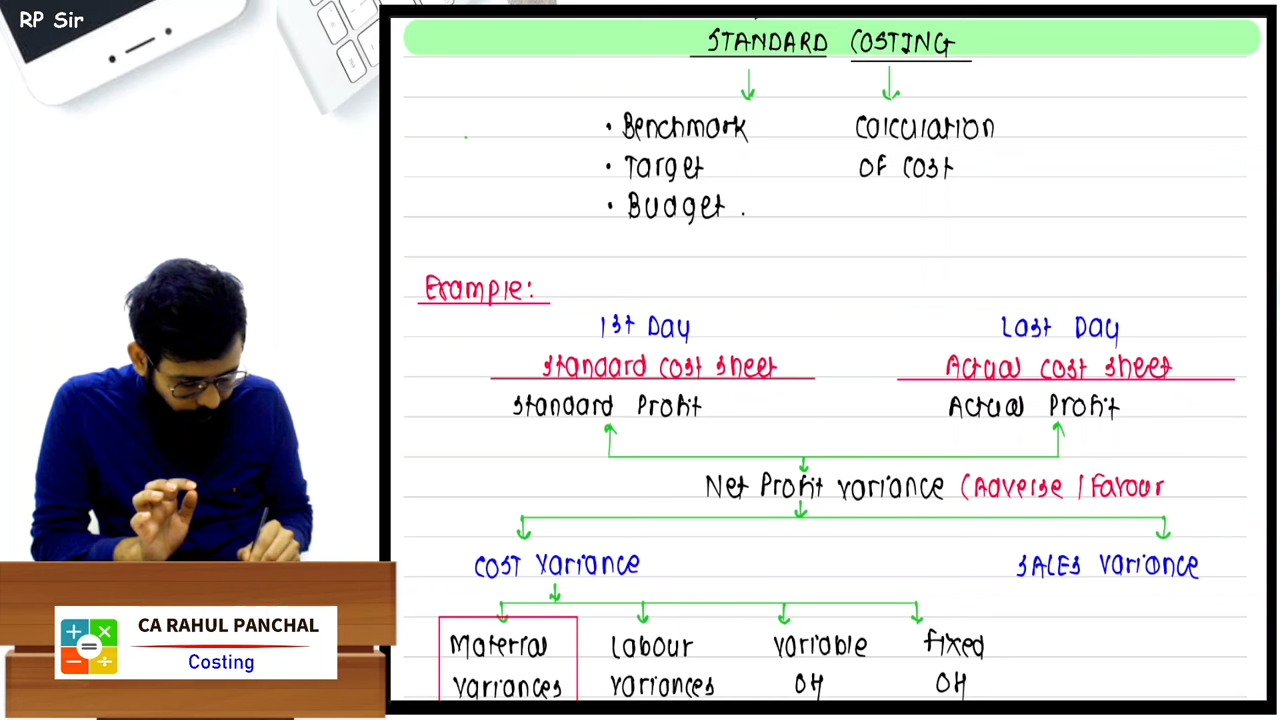 RP Sir
STANDARD COSTING
• Benchmark
• Target
• Budget.
Calculation
OF Cost
Example:
1st Day
Last Day
Standard Cost Sheet
Actual Cost Sheet
Standard Profit
Actual Profit
Net Profit Variance (Adverse / Favour
COST Variance
SALES Variance
Material
Variances
Labour
Variances
Variable
OH
Fixed
OH
CA RAHUL PANCHAL
Costing